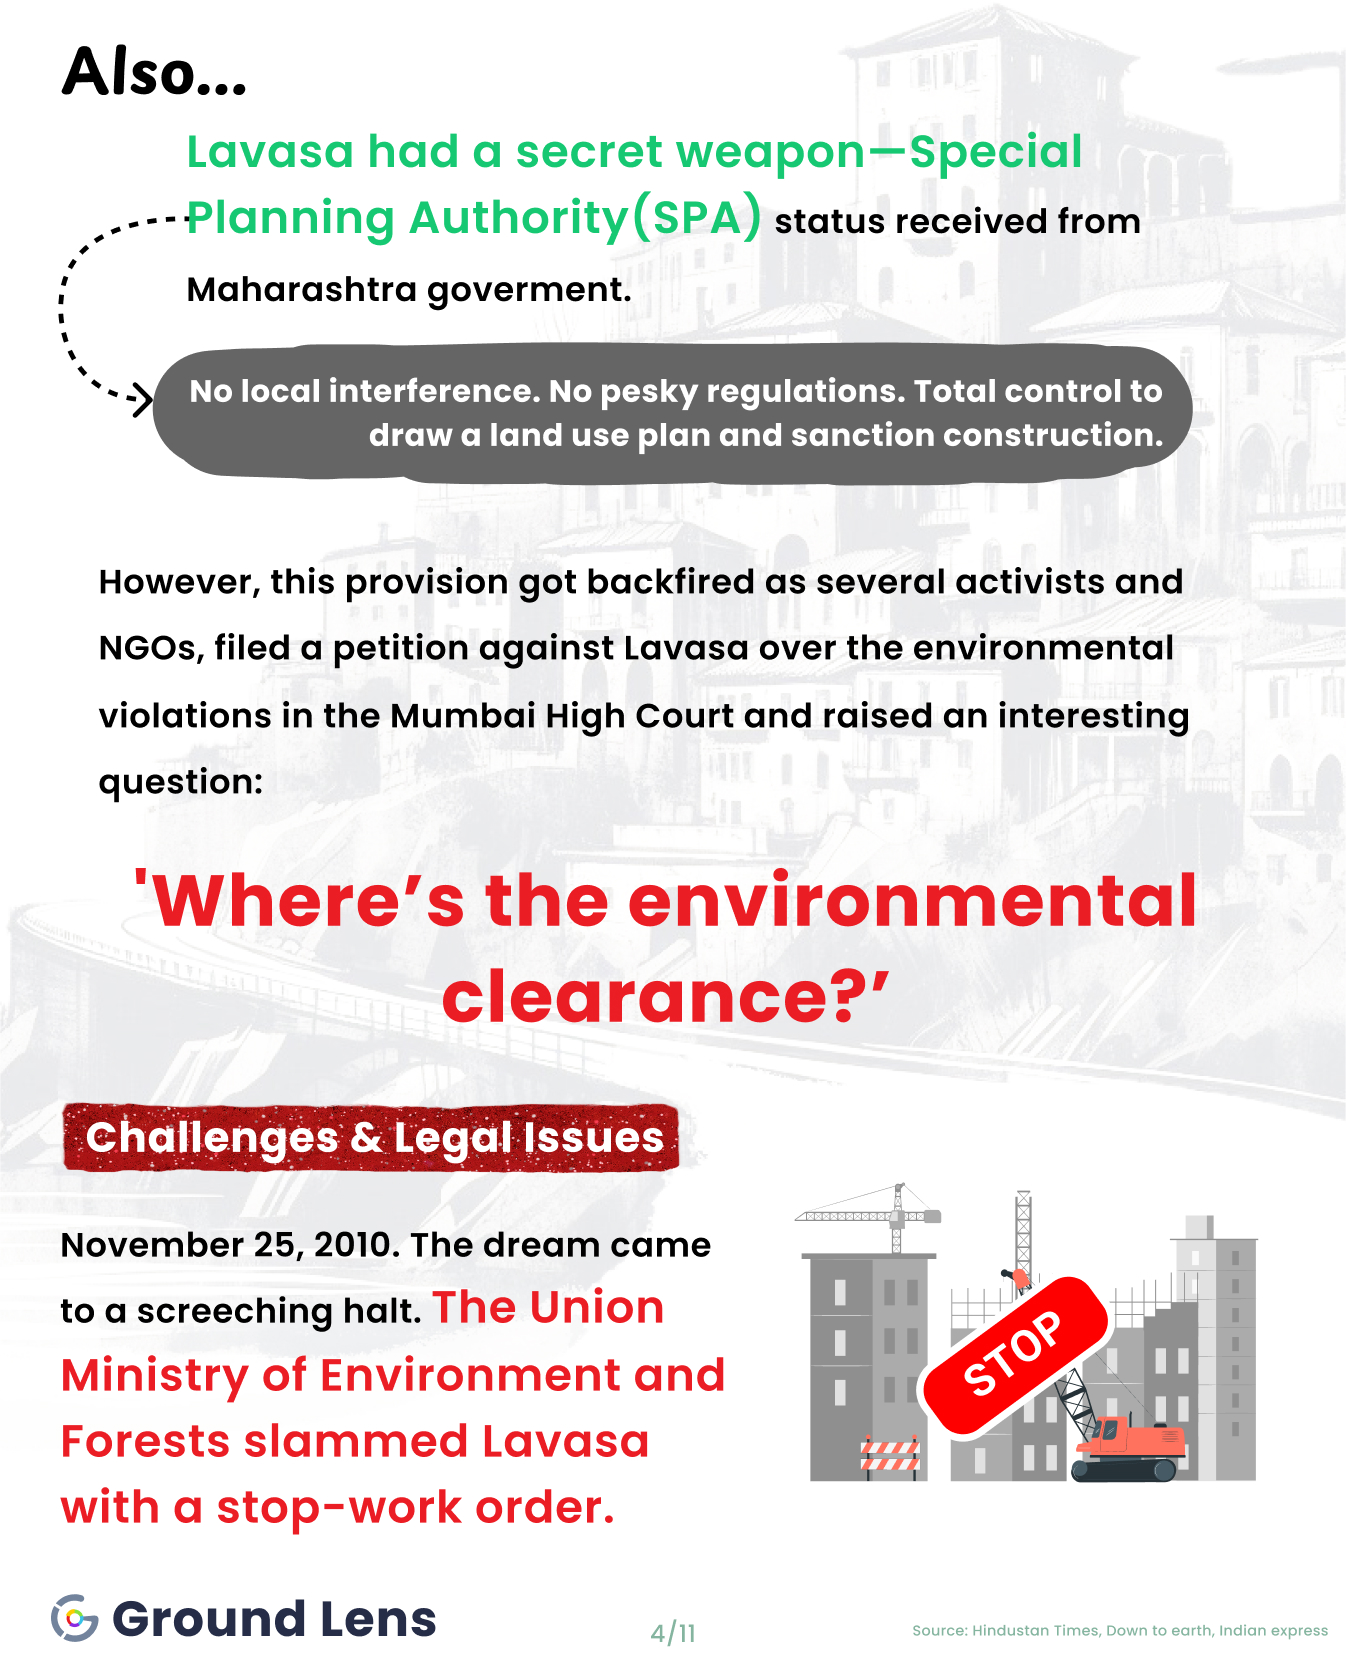 Also...
Lavasa had a secret weapon—Special
Planning Authority(SPA) status received from
Maharashtra goverment.
No local interference. No pesky regulations. Total control to
draw a land use plan and sanction construction.
However, this provision got backfired as several activists and
NGOs, filed a petition against Lavasa over the environmental
violations in the Mumbai High Court and raised an interesting
question:
'Where’s the environmental
clearance?’
Challenges & Legal Issues
November 25, 2010. The dream came
to a screeching halt. The Union
Ministry of Environment and
Forests slammed Lavasa
with a stop-work order.
STOP
Ground Lens
4/11
Source: Hindustan Times, Down to earth, Indian express